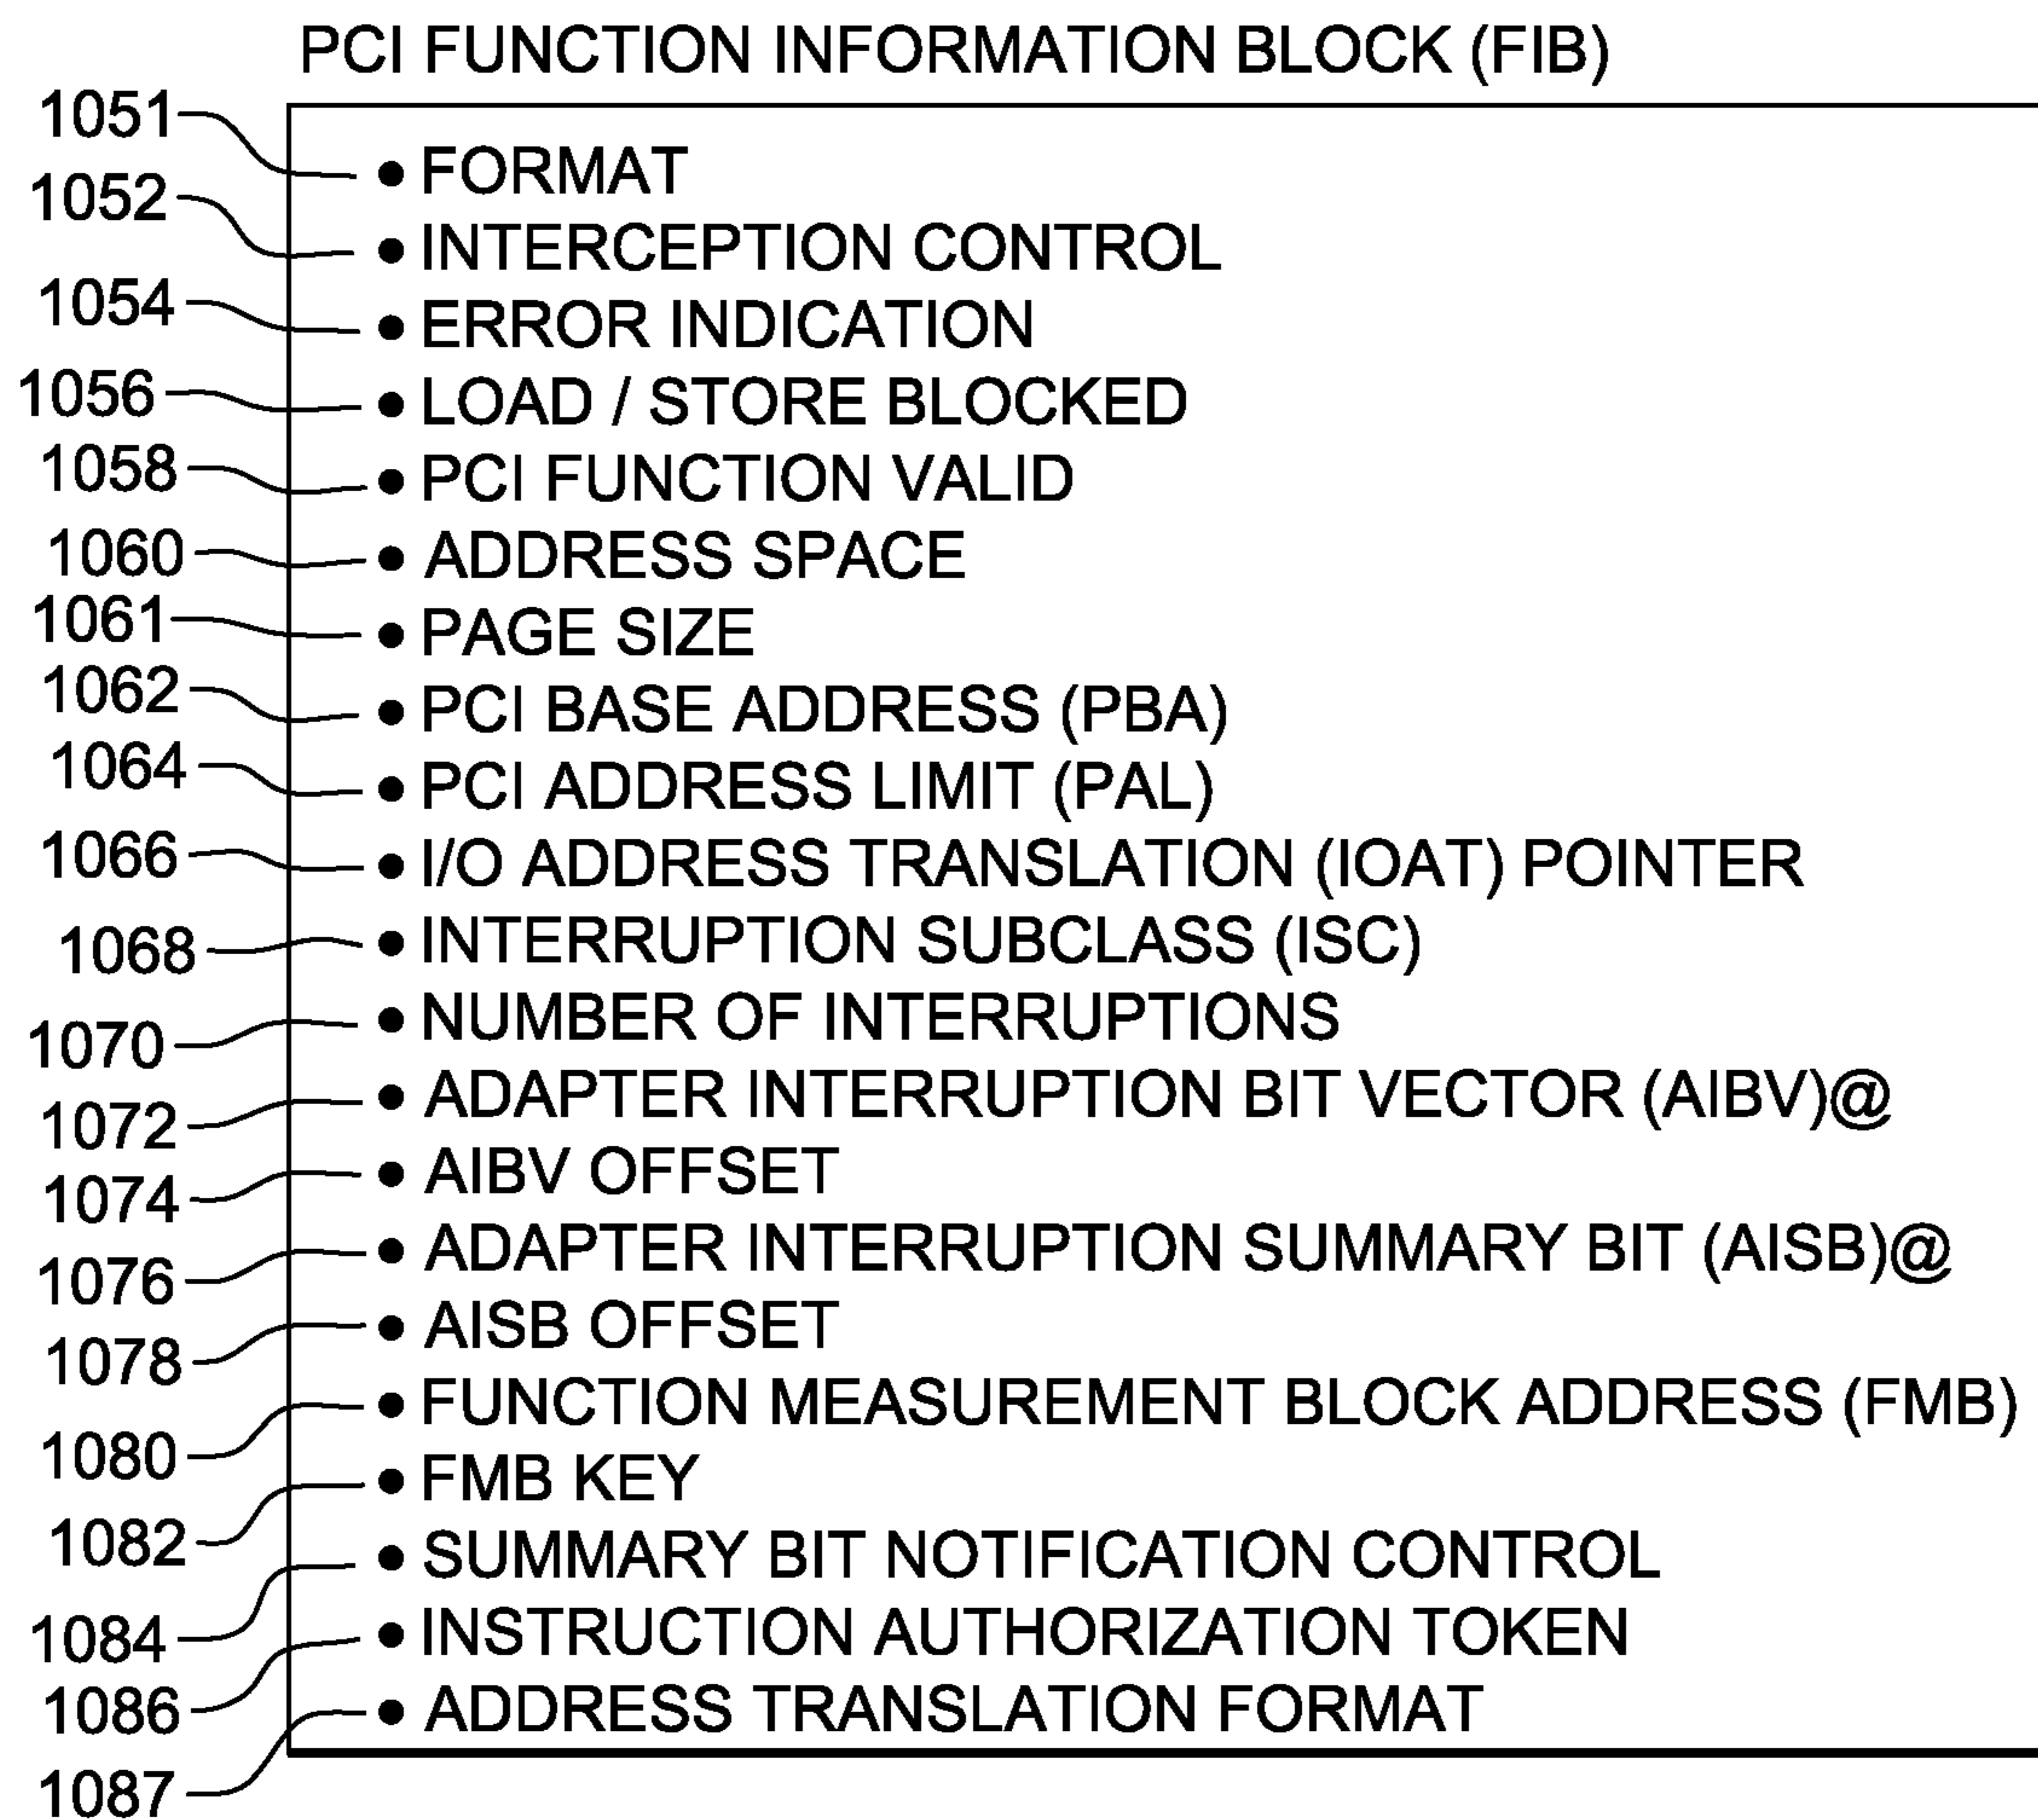 PCI FUNCTION INFORMATION BLOCK (FIB)
1051 • FORMAT
1052 • INTERCEPTION CONTROL
1054 • ERROR INDICATION
1056 • LOAD / STORE BLOCKED
1058 • PCI FUNCTION VALID
1060 • ADDRESS SPACE
1061 • PAGE SIZE
1062 • PCI BASE ADDRESS (PBA)
1064 • PCI ADDRESS LIMIT (PAL)
1066 • I/O ADDRESS TRANSLATION (IOAT) POINTER
1068 • INTERRUPTION SUBCLASS (ISC)
1070 • NUMBER OF INTERRUPTIONS
1072 • ADAPTER INTERRUPTION BIT VECTOR (AIBV)@
1074 • AIBV OFFSET
1076 • ADAPTER INTERRUPTION SUMMARY BIT (AISB)@
1078 • AISB OFFSET
1080 • FUNCTION MEASUREMENT BLOCK ADDRESS (FMB)
1082 • FMB KEY
1084 • SUMMARY BIT NOTIFICATION CONTROL
1086 • INSTRUCTION AUTHORIZATION TOKEN
1087 • ADDRESS TRANSLATION FORMAT